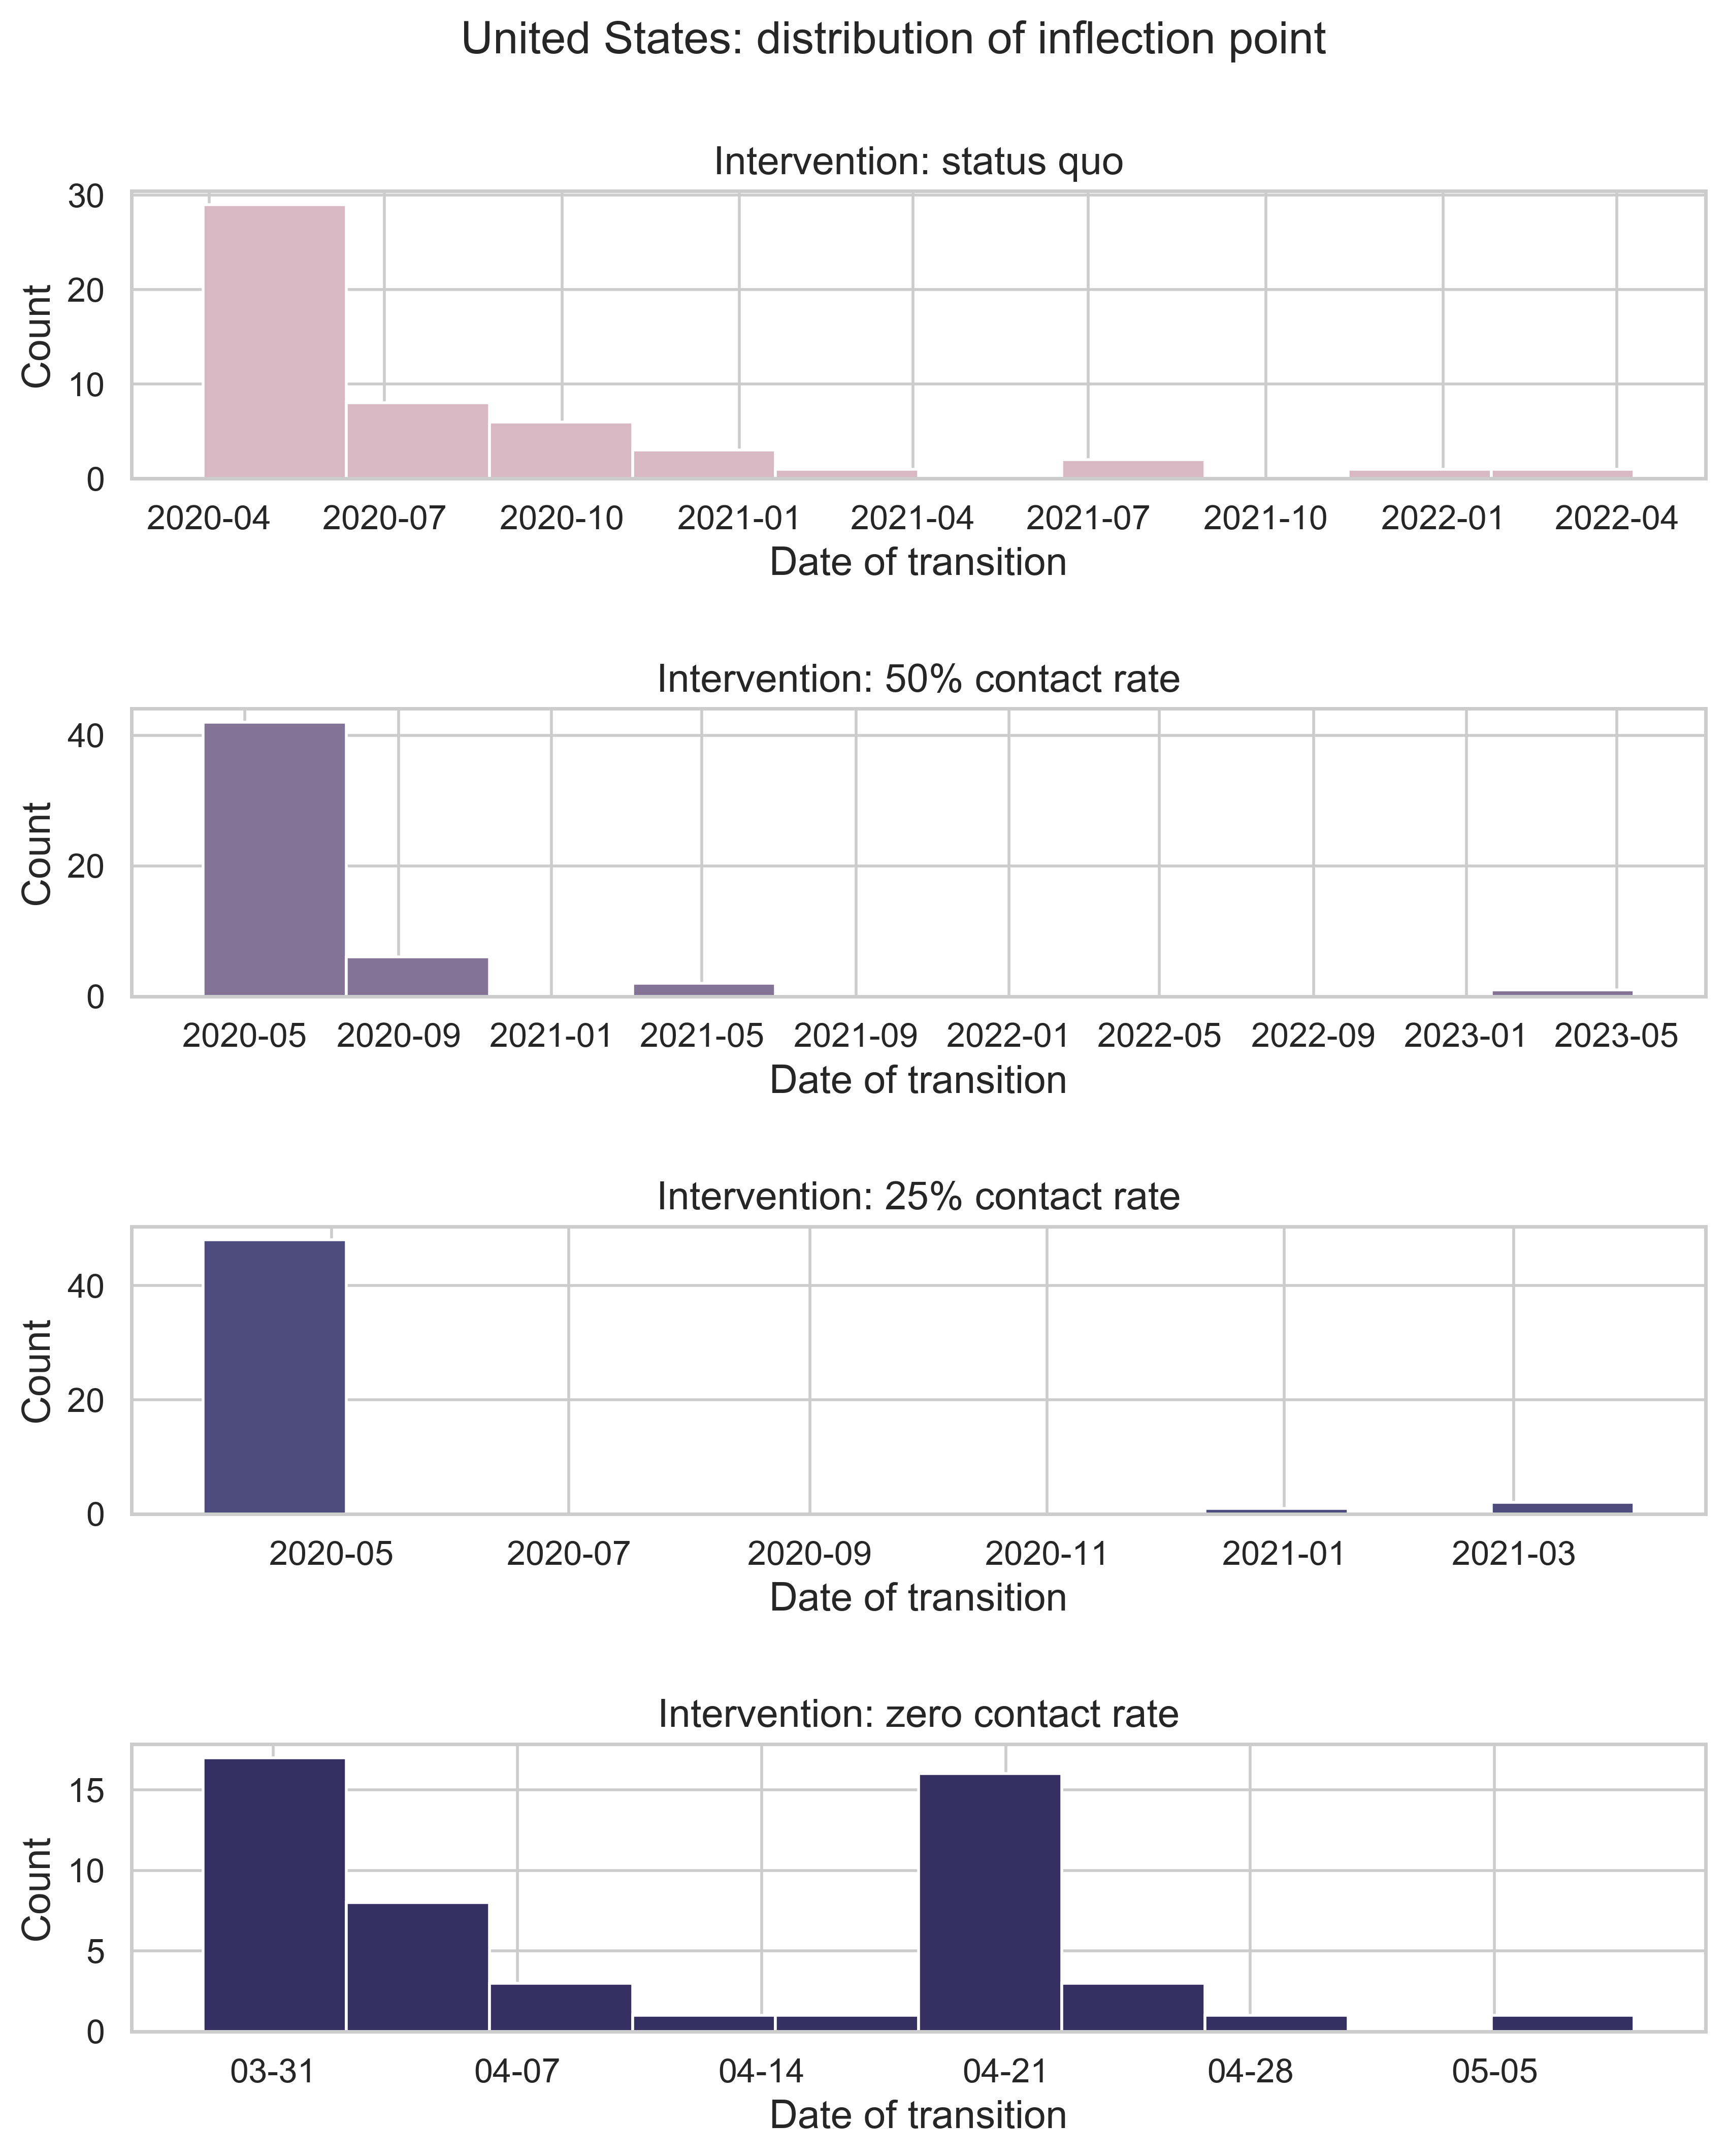 United States: distribution of inflection point
Intervention: status quo
30
20
10
0
Count
2020-04 2020-07 2020-10 2021-01 2021-04 2021-07 2021-10 2022-01 2022-04
Date of transition
Intervention: 50% contact rate
40
20
0
Count
2020-05 2020-09 2021-01 2021-05 2021-09 2022-01 2022-05 2022-09 2023-01 2023-05
Date of transition
Intervention: 25% contact rate
40
20
0
Count
2020-05 2020-07 2020-09 2020-11 2021-01 2021-03
Date of transition
Intervention: zero contact rate
15
10
5
0
Count
03-31 04-07 04-14 04-21 04-28 05-05
Date of transition